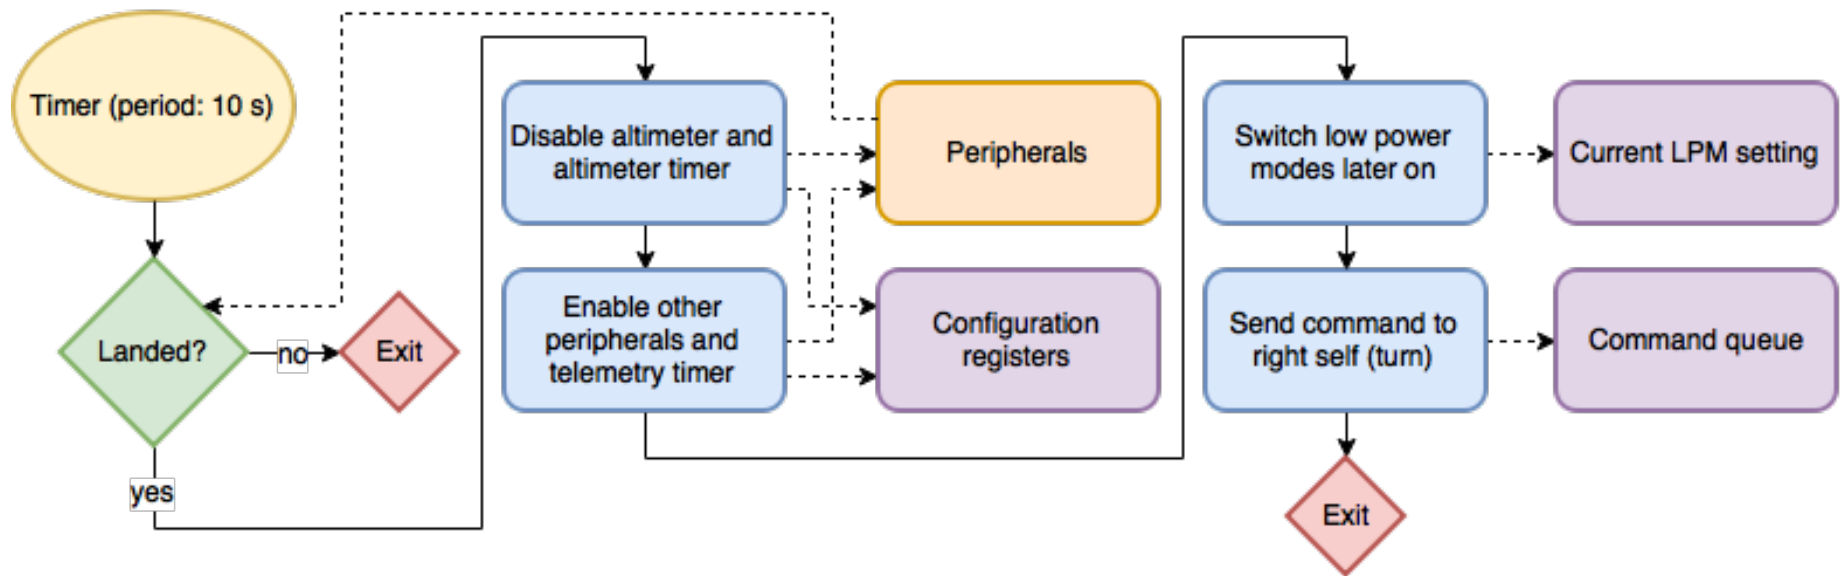 Timer (period: 10 s)
Landed?
no
Exit
yes
Disable altimeter and
altimeter timer
Enable other
peripherals and
telemetry timer
Peripherals
Configuration
registers
Switch low power
modes later on
Send command to
right self (turn)
Exit
Current LPM setting
Command queue